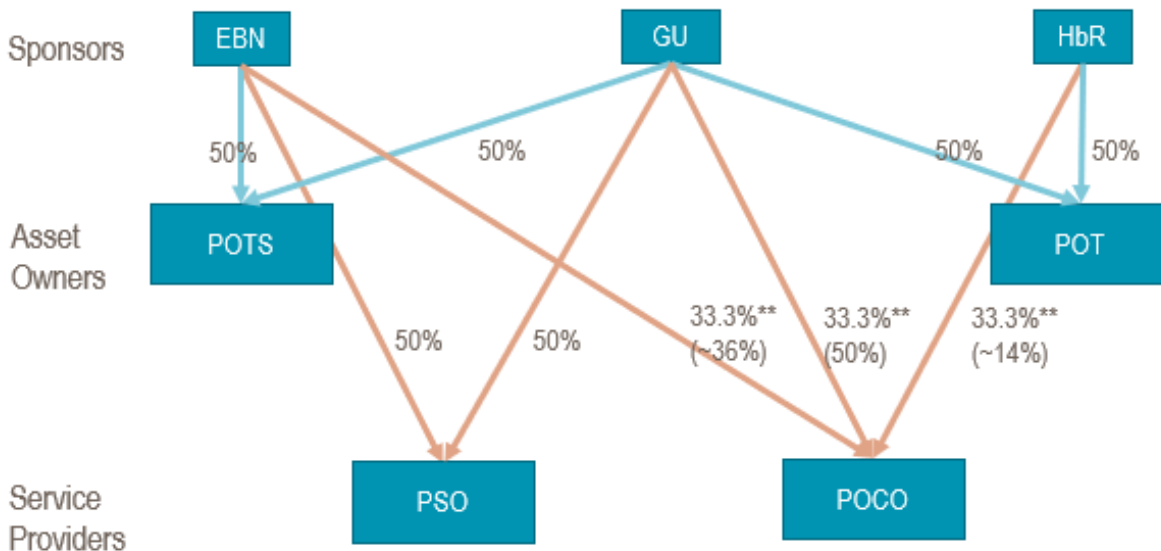 Sponsors
EBN
GU
HbR
50%
50%
50%
50%
Asset
Owners
POTS
POT
50%
50%
33.3%**
(~36%)
33.3%**
(50%)
33.3%**
(~14%)
Service
Providers
PSO
POCO